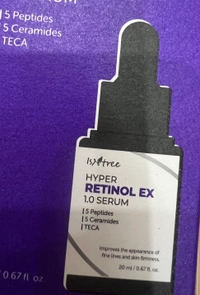 | 5 Peptides
5 Ceramides
TECA
Isntree
HYPER
RETINOL EX
1.0 SERUM
| 5 Peptides
| 5 Ceramides
| TECA
Improves the appearance of
fine lines and skin firmness.
20 ml / 0.67 fl. oz.
/ 0.67 fl. oz